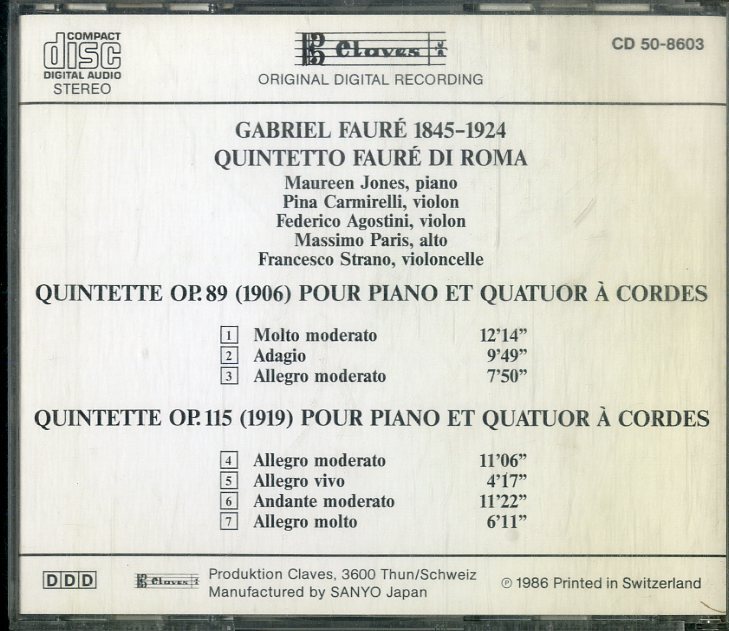 COMPACT
disc
DIGITAL AUDIO
STEREO
Claves
ORIGINAL DIGITAL RECORDING
CD 50-8603
GABRIEL FAURÉ 1845–1924
QUINTETTO FAURÉ DI ROMA
Maureen Jones, piano
Pina Carmirelli, violon
Federico Agostini, violon
Massimo Paris, alto
Francesco Strano, violoncelle
QUINTETTE OP. 89 (1906) POUR PIANO ET QUATUOR À CORDES
1 Molto moderato 12’14”
2 Adagio 9’49”
3 Allegro moderato 7’50”
QUINTETTE OP. 115 (1919) POUR PIANO ET QUATUOR À CORDES
4 Allegro moderato 11’06”
5 Allegro vivo 4’17”
6 Andante moderato 11’22”
7 Allegro molto 6’11”
DDD
Claves
Produktion Claves, 3600 Thun/Schweiz
Manufactured by SANYO Japan
℗ 1986 Printed in Switzerland